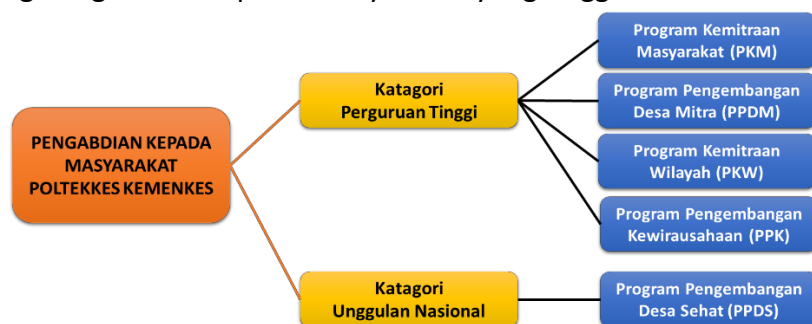 PENGABDIAN KEPADA
MASYARAKAT
POLTEKKES KEMENKES
Katagori
Perguruan Tinggi
Program Kemitraan
Masyarakat (PKM)
Program Pengembangan
Desa Mitra (PPDM)
Program Kemitraan
Wilayah (PKW)
Program Pengembangan
Kewirausahaan (PPK)
Katagori
Unggulan Nasional
Program Pengembangan
Desa Sehat (PPDS)